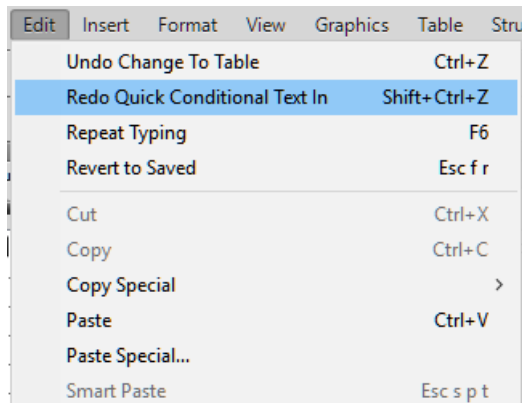 Edit Insert Format View Graphics Table Stru
Undo Change To Table Ctrl+Z
Redo Quick Conditional Text In Shift+Ctrl+Z
Repeat Typing F6
Revert to Saved Esc f r
Cut Ctrl+X
Copy Ctrl+C
Copy Special >
Paste Ctrl+V
Paste Special...
Smart Paste Esc s p t